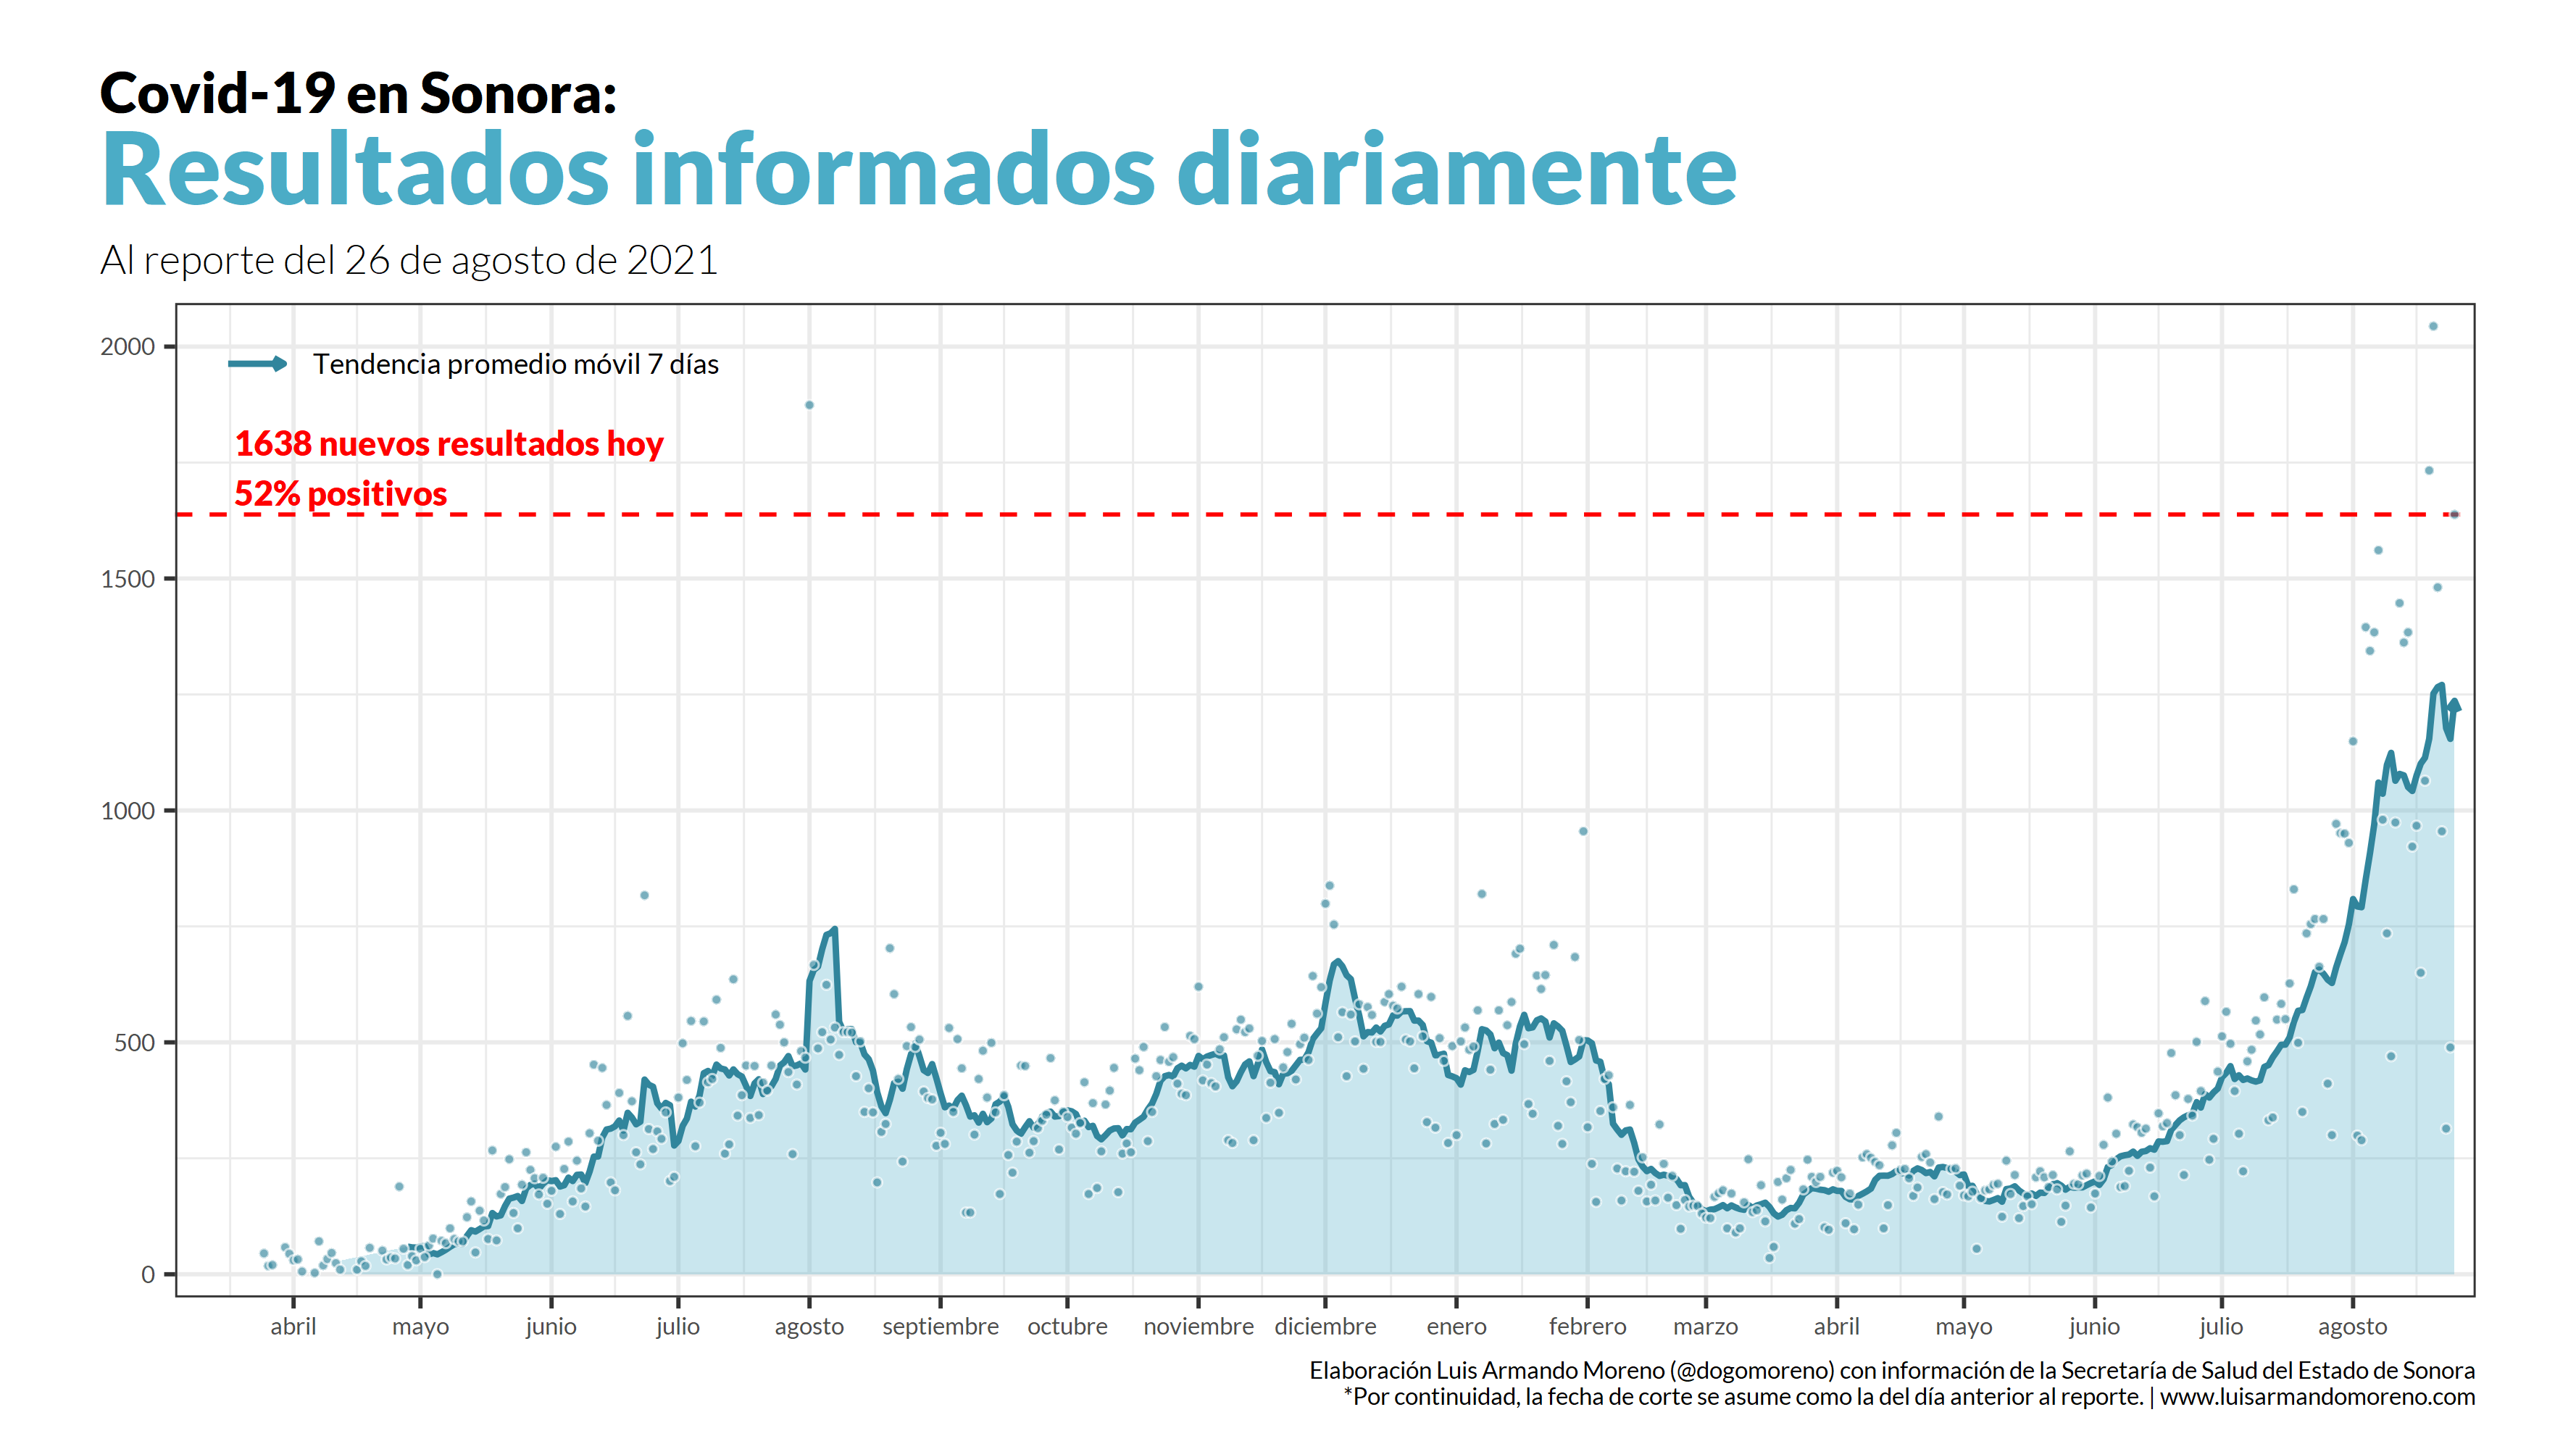 Covid-19 en Sonora:
Resultados informados diariamente
Al reporte del 26 de agosto de 2021
2000
Tendencia promedio móvil 7 días
1638 nuevos resultados hoy
52% positivos
1500
1000
500
0
abril mayo junio julio agosto septiembre octubre noviembre diciembre enero febrero marzo abril mayo junio julio agosto
Elaboración Luis Armando Moreno (@dogomoreno) con información de la Secretaría de Salud del Estado de Sonora
*Por continuidad, la fecha de corte se asume como la del día anterior al reporte. | www.luisarmandomoreno.com